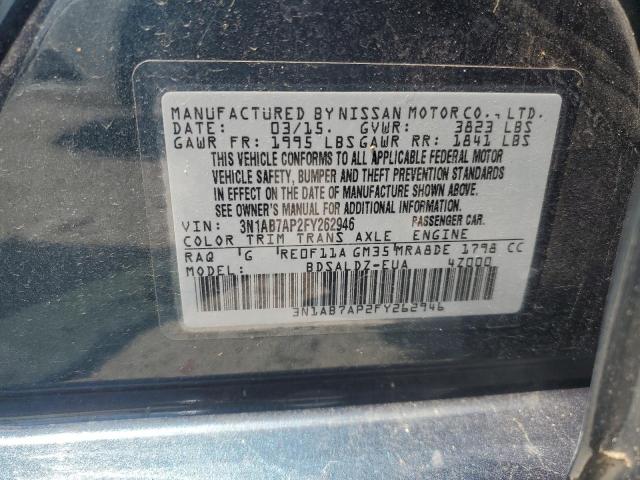 MANUFACTURED BY NISSAN MOTOR CO., LTD.
DATE: 03/15. GVWR: 3823 LBS
GAWR FR: 1995 LBS GAWR RR: 1841 LBS
THIS VEHICLE CONFORMS TO ALL APPLICABLE FEDERAL MOTOR
VEHICLE SAFETY, BUMPER AND THEFT PREVENTION STANDARDS
IN EFFECT ON THE DATE OF MANUFACTURE SHOWN ABOVE.
SEE OWNER'S MANUAL FOR ADDITIONAL INFORMATION.
VIN: 3N1AB7AP2FY262946 PASSENGER CAR.
COLOR TRIM TRANS AXLE ENGINE
RAQ G RE0F11A GM35 MRA8DE 1798 CC
MODEL: BDSALDZ-EUA 4Z000
3N1AB7AP2FY262946